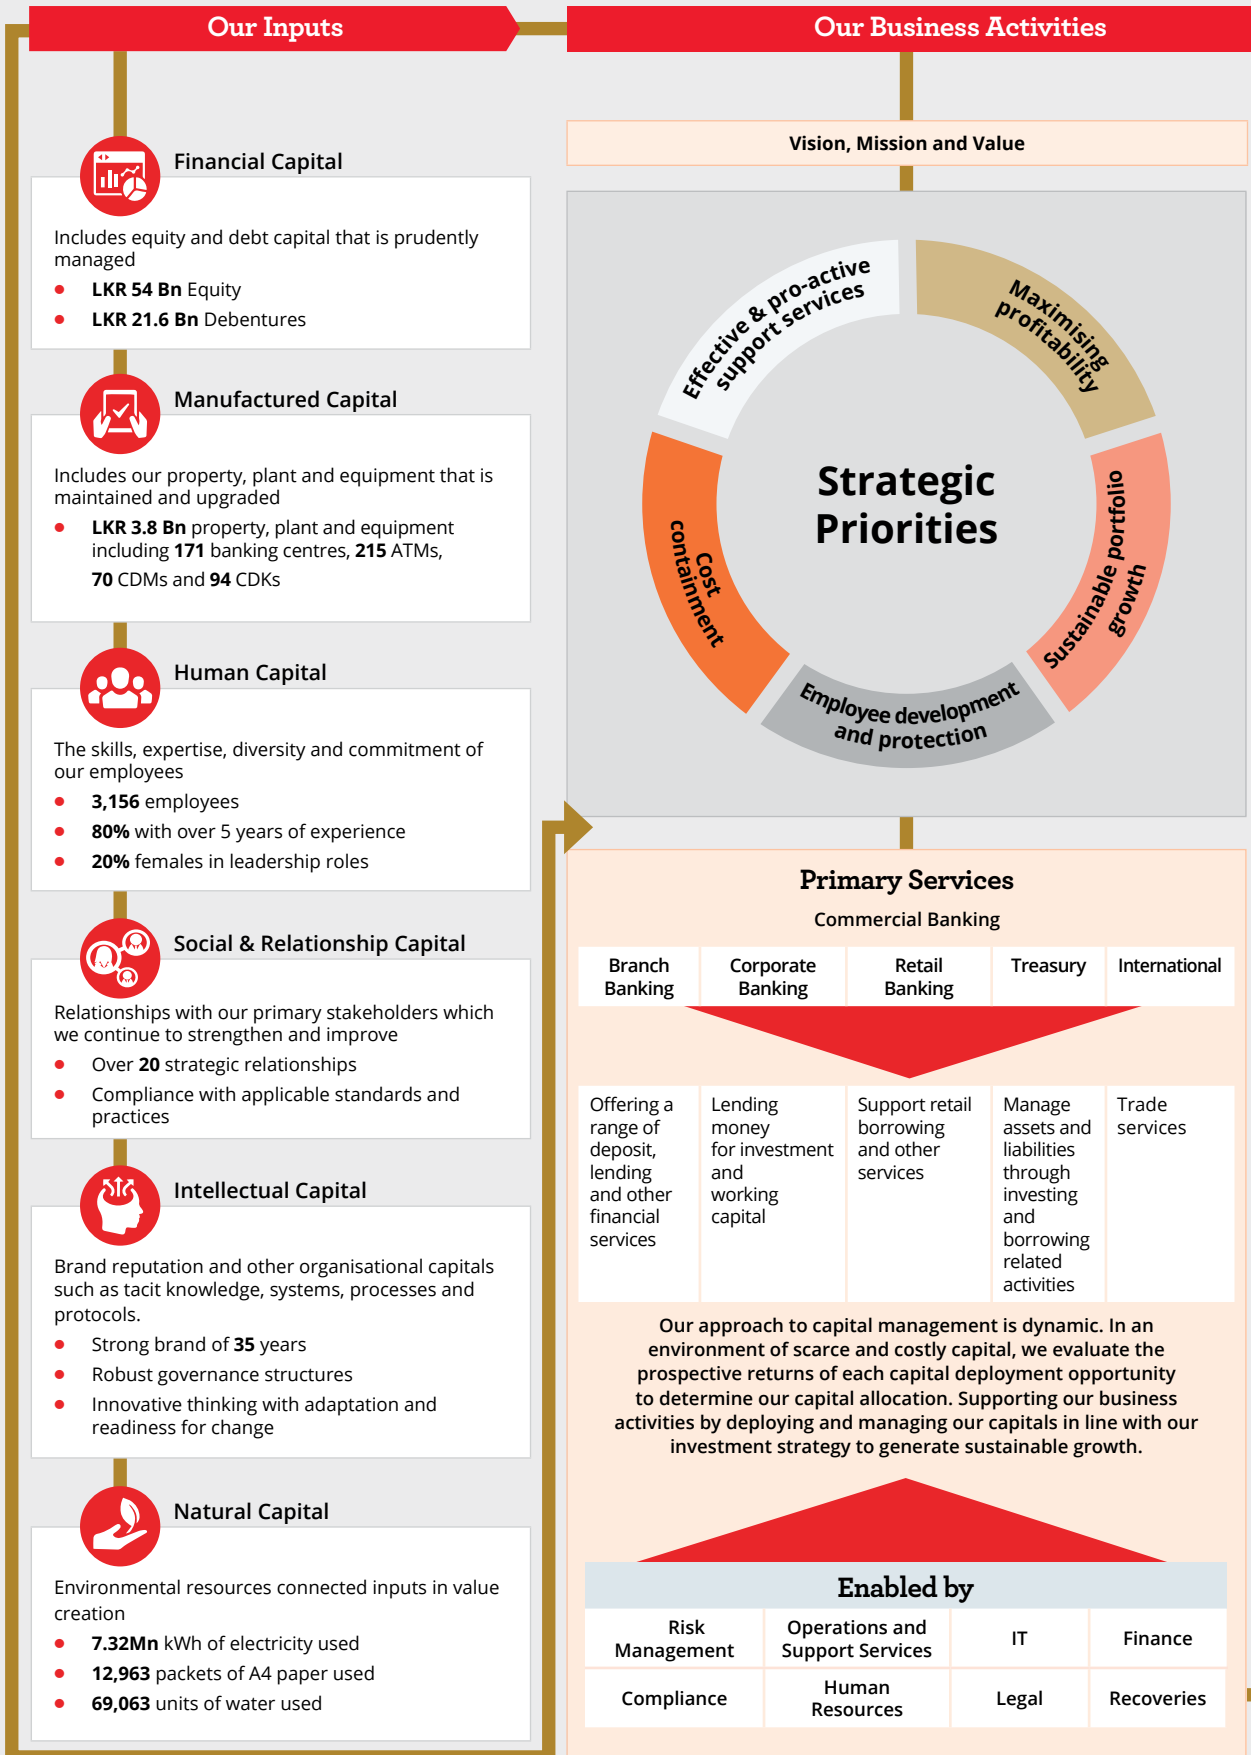 Our Inputs
Financial Capital
Includes equity and debt capital that is prudently
managed
• LKR 54 Bn Equity
• LKR 21.6 Bn Debentures
Manufactured Capital
Includes our property, plant and equipment that is
maintained and upgraded
• LKR 3.8 Bn property, plant and equipment
including 171 banking centres, 215 ATMs,
70 CDMs and 94 CDKs
Human Capital
The skills, expertise, diversity and commitment of
our employees
• 3,156 employees
• 80% with over 5 years of experience
• 20% females in leadership roles
Social & Relationship Capital
Relationships with our primary stakeholders which
we continue to strengthen and improve
• Over 20 strategic relationships
• Compliance with applicable standards and
practices
Intellectual Capital
Brand reputation and other organisational capitals
such as tacit knowledge, systems, processes and
protocols.
• Strong brand of 35 years
• Robust governance structures
• Innovative thinking with adaptation and
readiness for change
Natural Capital
Environmental resources connected inputs in value
creation
• 7.32Mn kWh of electricity used
• 12,963 packets of A4 paper used
• 69,063 units of water used
Our Business Activities
Vision, Mission and Value
Effective & pro-active
support services
Maximising
profitability
Sustainable portfolio
growth
Employee development
and protection
Cost
containment
Strategic
Priorities
Primary Services
Commercial Banking
Branch
Banking
Corporate
Banking
Retail
Banking
Treasury
International
Offering a
range of
deposit,
lending
and other
financial
services
Lending
money
for investment
and
working
capital
Support retail
borrowing
and other
services
Manage
assets and
liabilities
through
investing
and
borrowing
related
activities
Trade
services
Our approach to capital management is dynamic. In an
environment of scarce and costly capital, we evaluate the
prospective returns of each capital deployment opportunity
to determine our capital allocation. Supporting our business
activities by deploying and managing our capitals in line with our
investment strategy to generate sustainable growth.
Enabled by
Risk
Management
Operations and
Support Services
IT
Finance
Compliance
Human
Resources
Legal
Recoveries